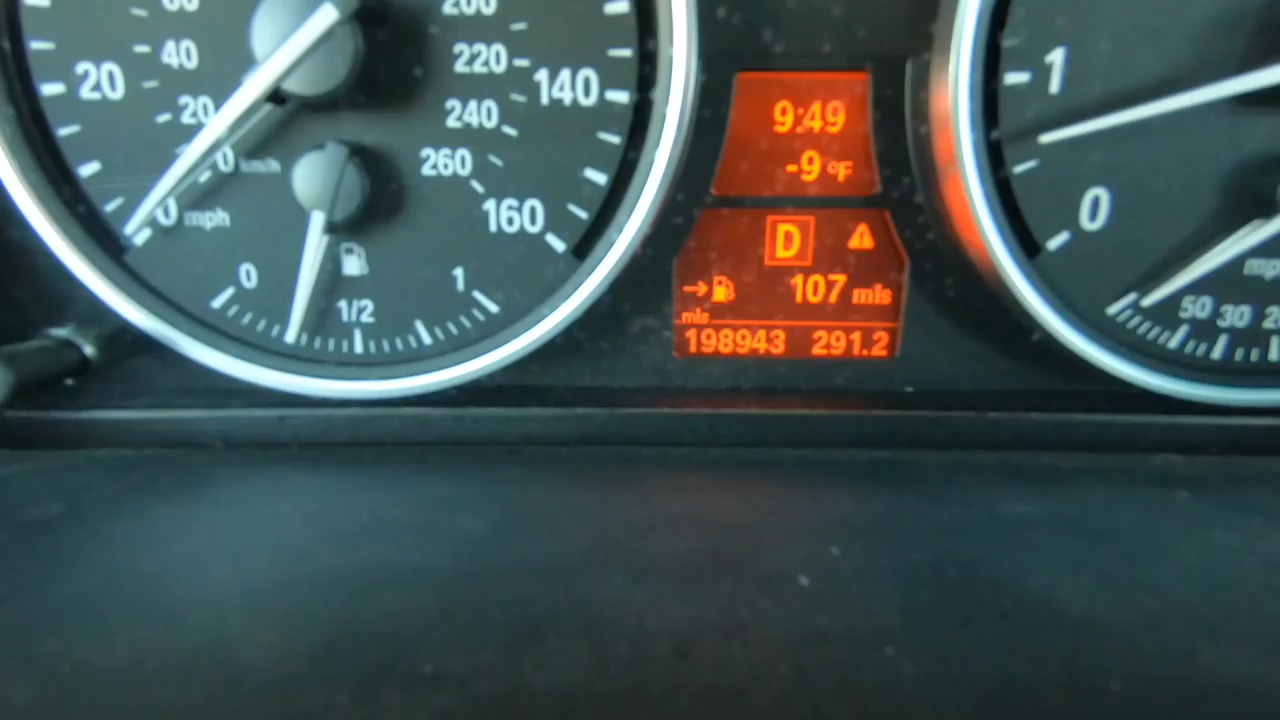 200
40
220
20
140
20
240
0 km/h
260
0 mph
160
0
1
1/2
9:49
-9 °F
D
107 mls
mls
198943 291.2
1
0
50 30